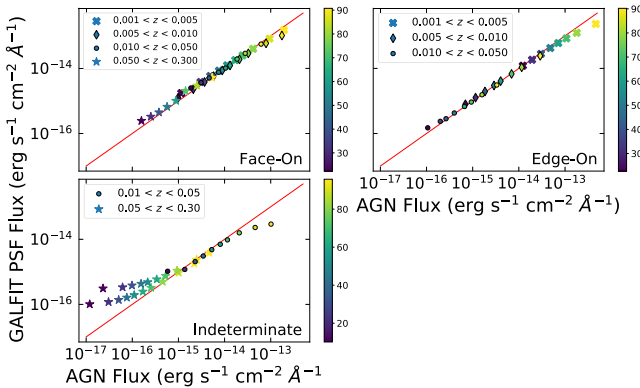 GALFIT PSF Flux (erg s⁻¹ cm⁻² Å⁻¹)
0.001 < z < 0.005
0.005 < z < 0.010
0.010 < z < 0.050
0.050 < z < 0.300
10⁻¹⁴
10⁻¹⁶
Face-On
90
80
70
60
50
40
30
0.001 < z < 0.005
0.005 < z < 0.010
0.010 < z < 0.050
Edge-On
90
80
70
60
50
40
30
10⁻¹⁷ 10⁻¹⁶ 10⁻¹⁵ 10⁻¹⁴ 10⁻¹³
AGN Flux (erg s⁻¹ cm⁻² Å⁻¹)
0.01 < z < 0.05
0.05 < z < 0.30
10⁻¹⁴
10⁻¹⁶
Indeterminate
80
60
40
20
10⁻¹⁷ 10⁻¹⁶ 10⁻¹⁵ 10⁻¹⁴ 10⁻¹³
AGN Flux (erg s⁻¹ cm⁻² Å⁻¹)